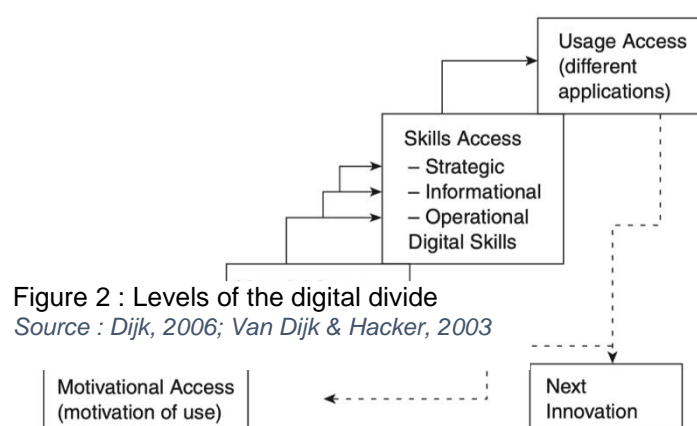 Usage Access
(different
applications)
Skills Access
– Strategic
– Informational
– Operational
Digital Skills
Figure 2 : Levels of the digital divide
Source : Dijk, 2006; Van Dijk & Hacker, 2003
Motivational Access
(motivation of use)
Next
Innovation